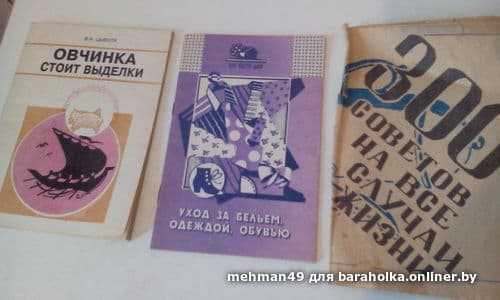 ОВЧИНКА
СТОИТ ВЫДЕЛКИ
УХОД ЗА БЕЛЬЕМ,
ОДЕЖДОЙ, ОБУВЬЮ
300
СОВЕТОВ
НА ВСЕ
СЛУЧАИ
ЖИЗНИ
mehman49 для baraholka.onliner.by